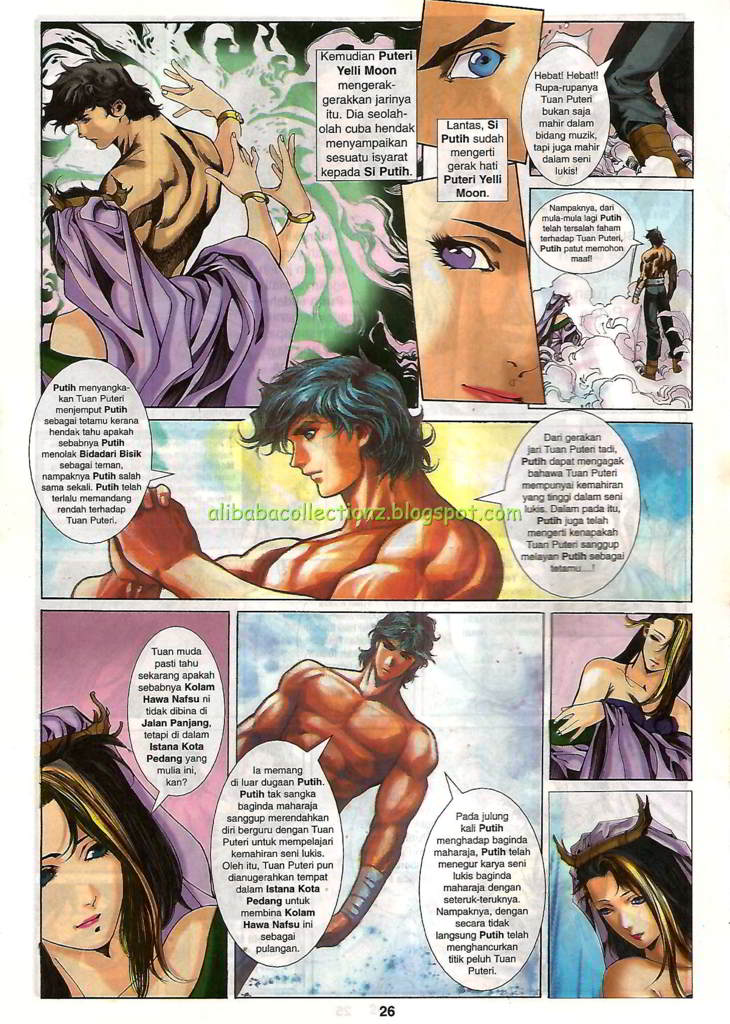 Kemudian Puteri
Yelli Moon
mengerak-
gerakkan jarinya
itu. Dia seolah-
olah cuba hendak
menyampaikan
sesuatu isyarat
kepada Si Putih.
Lantas, Si
Putih sudah
mengerti
gerak hati
Puteri Yelli
Moon.
Hebat! Hebat!!
Rupa-rupanya
Tuan Puteri
bukan saja
mahir dalam
bidang muzik,
tapi juga mahir
dalam seni
lukis!
Nampaknya, dari
mula-mula lagi Putih
telah tersalah faham
terhadap Tuan Puteri,
Putih patut memohon
maaf!
Putih menyangka-
kan Tuan Puteri
menjemput Putih
sebagai tetamu kerana
hendak tahu apakah
sebabnya Putih
menolak Bidadari Bisik
sebagai teman,
nampaknya Putih salah
sama sekali. Putih telah
terlalu memandang
rendah terhadap
Tuan Puteri.
alibabacollectionz.blogspot.com
Dari gerakan
jari Tuan Puteri tadi,
Putih dapat mengagak
bahawa Tuan Puteri
mempunyai kemahiran
yang tinggi dalam seni
lukis. Dalam pada itu,
Putih juga telah
mengerti kenapakah
Tuan Puteri sanggup
melayan Putih sebagai
tetamu....!
Tuan muda
pasti tahu
sekarang apakah
sebabnya Kolam
Hawa Nafsu ni
tidak dibina di
Jalan Panjang,
tetapi di dalam
Istana Kota
Pedang yang
mulia ini,
kan?
Ia memang
di luar dugaan Putih.
Putih tak sangka
baginda maharaja
sanggup merendahkan
diri berguru dengan Tuan
Puteri untuk mempelajari
kemahiran seni lukis.
Oleh itu, Tuan Puteri pun
dianugerahkan tempat
dalam Istana Kota
Pedang untuk
membina Kolam
Hawa Nafsu ini
sebagai
pulangan.
Pada julung
kali Putih
menghadap baginda
maharaja, Putih telah
menegur karya seni
lukis baginda
maharaja dengan
seteruk-teruknya.
Nampaknya, dengan
secara tidak
langsung Putih telah
menghancurkan
titik peluh Tuan
Puteri.
26